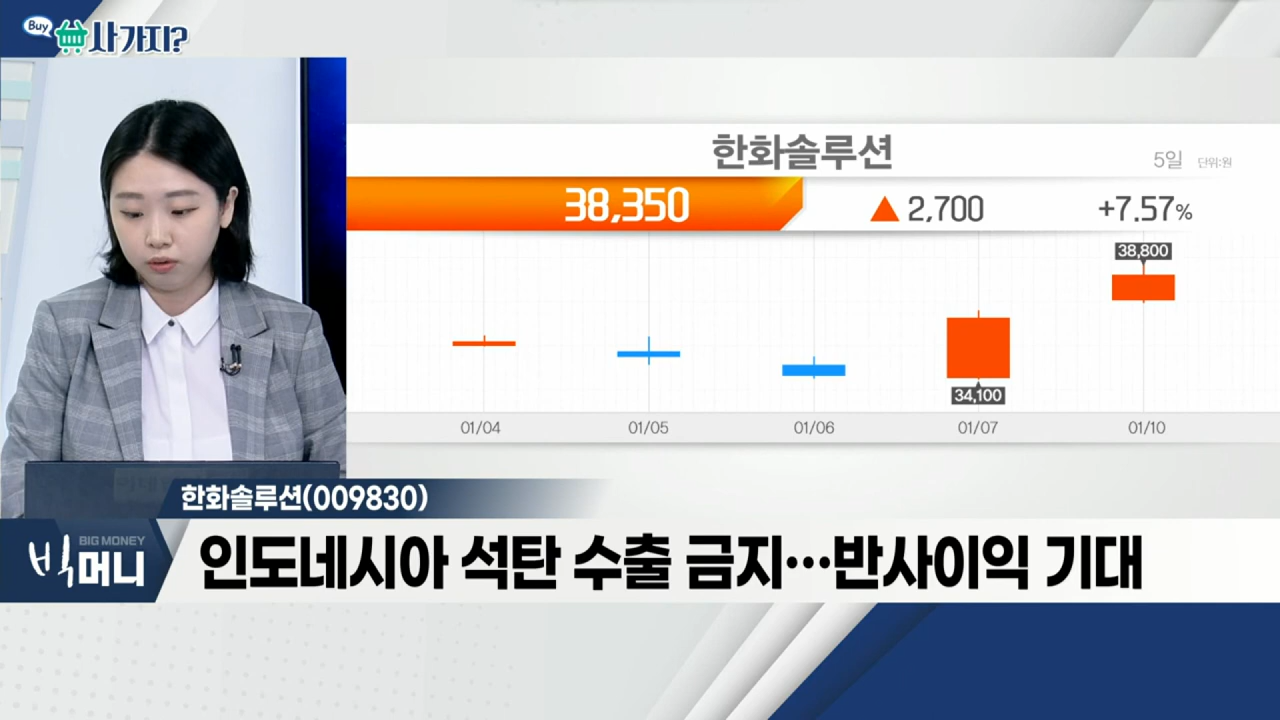 Buy
사가지?
한화솔루션
5일 단위:원
38,350 ▲ 2,700 +7.57%
38,800
34,100
01/04 01/05 01/06 01/07 01/10
한화솔루션(009830)
BIG MONEY
빅머니
인도네시아 석탄 수출 금지…반사이익 기대